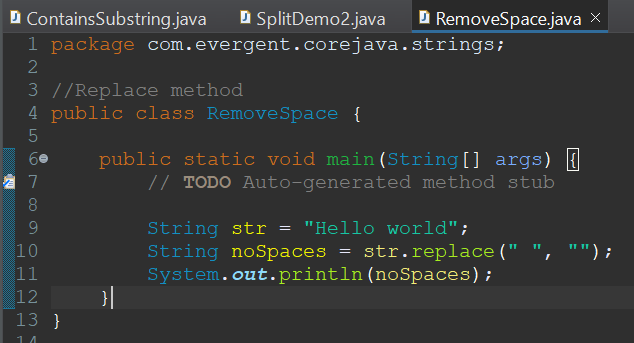 ContainsSubstring.java SplitDemo2.java RemoveSpace.java
1 package com.evergent.corejava.strings;
2
3 //Replace method
4 public class RemoveSpace {
5
6 public static void main(String[] args) {
7 // TODO Auto-generated method stub
8
9 String str = "Hello world";
10 String noSpaces = str.replace(" ", "");
11 System.out.println(noSpaces);
12 }
13 }
14